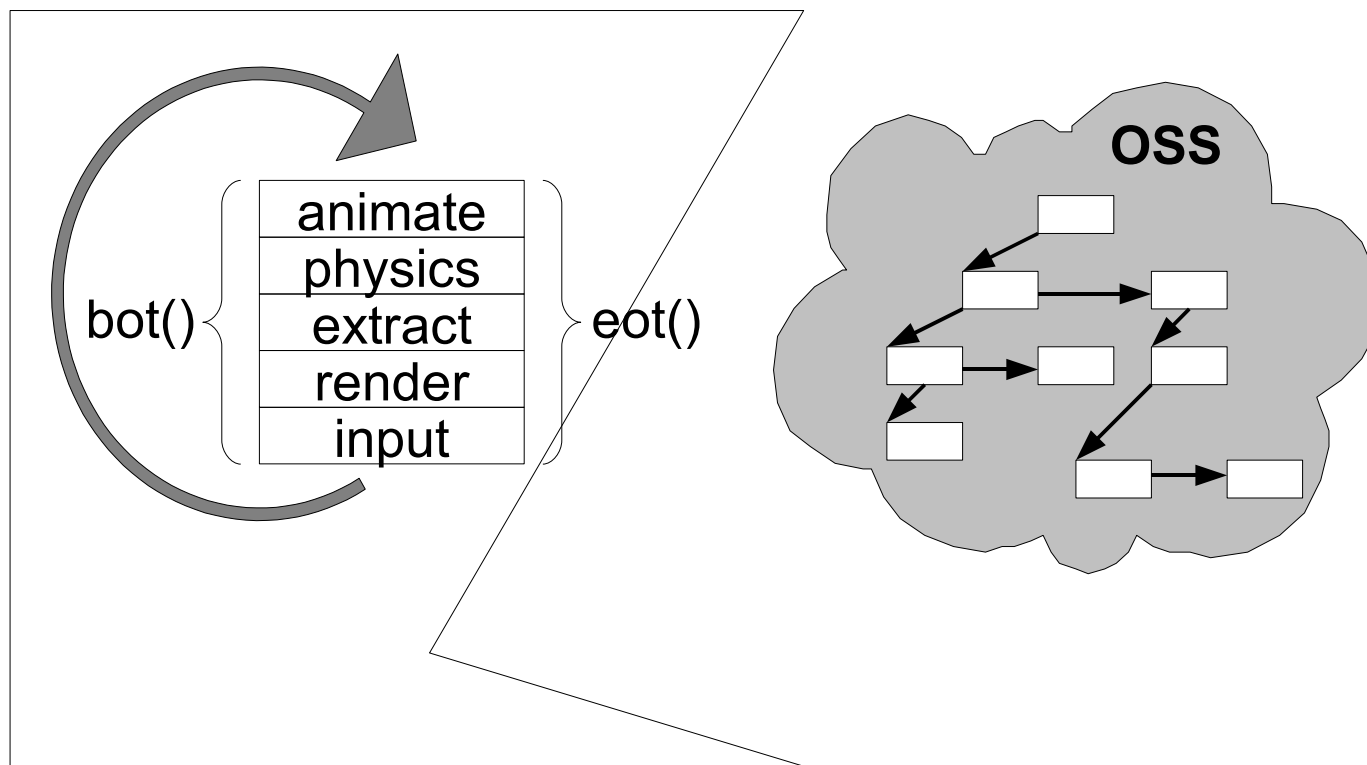 OSS
animate
physics
bot() extract eot()
render
input